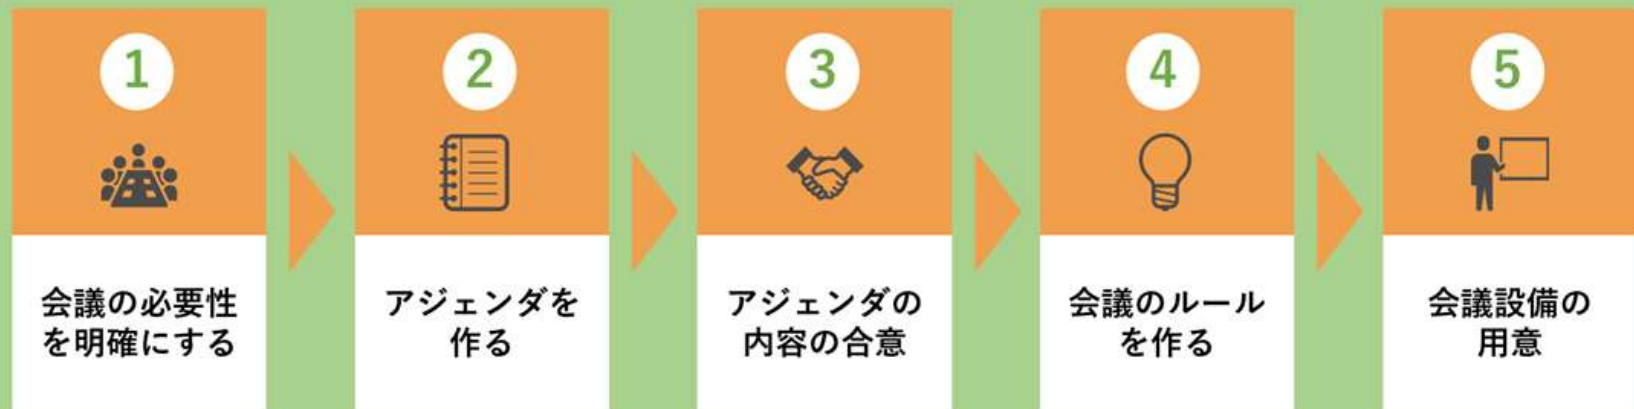 1
会議の必要性
を明確にする
2
アジェンダを
作る
3
アジェンダの
内容の合意
4
会議のルール
を作る
5
会議設備の
用意